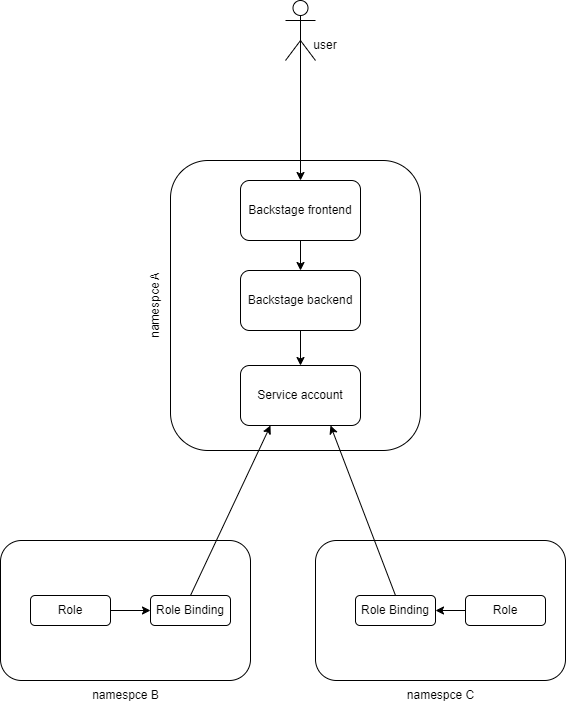 user
namespce A
Backstage frontend
Backstage backend
Service account
Role
Role Binding
Role Binding
Role
namespce B
namespce C